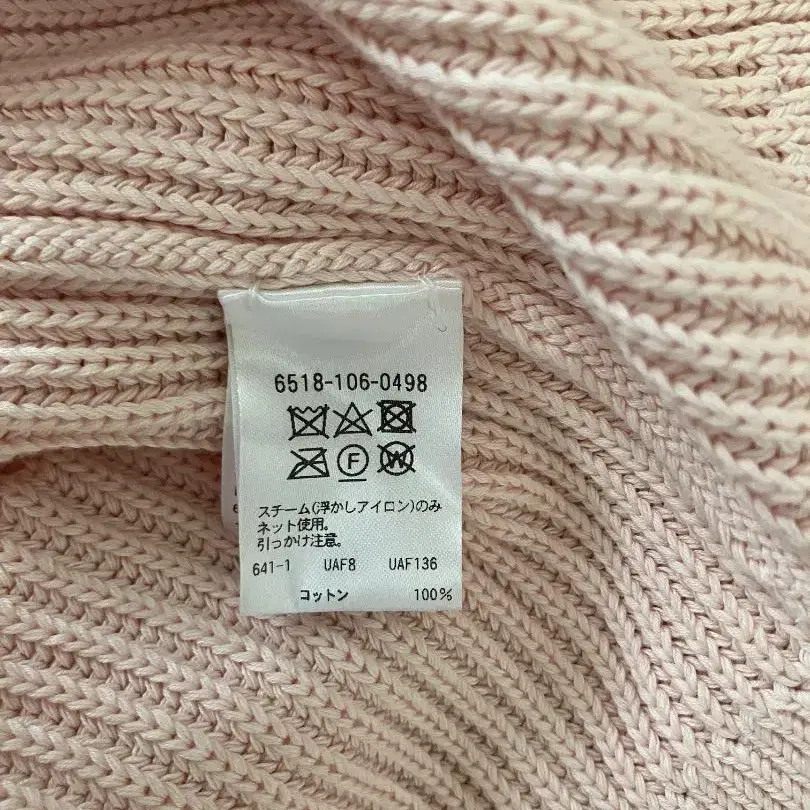 6518-106-0498
F W
スチーム(浮かしアイロン)のみ
ネット使用。
引っかけ注意。
641-1 UAF8 UAF136
コットン 100%